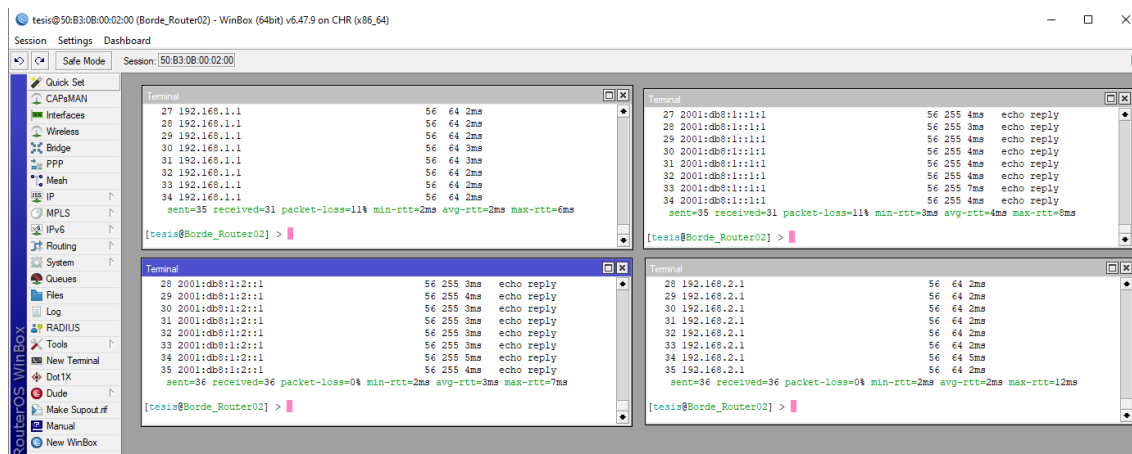 tesis@50:B3:0B:00:02:00 (Borde_Router02) - WinBox (64bit) v6.47.9 on CHR (x86_64)
Session Settings Dashboard
Safe Mode Session: 50:B3:0B:00:02:00
Quick Set
CAPsMAN
Interfaces
Wireless
Bridge
PPP
Mesh
IP
MPLS
IPv6
Routing
System
Queues
Files
Log
RADIUS
Tools
New Terminal
Dot1X
Dude
Make Supout.rif
Manual
New WinBox
RouterOS WinBox
Terminal
27 192.168.1.1 56 64 2ms
28 192.168.1.1 56 64 2ms
29 192.168.1.1 56 64 2ms
30 192.168.1.1 56 64 3ms
31 192.168.1.1 56 64 3ms
32 192.168.1.1 56 64 2ms
33 192.168.1.1 56 64 2ms
34 192.168.1.1 56 64 2ms
sent=35 received=31 packet-loss=11% min-rtt=2ms avg-rtt=2ms max-rtt=6ms
[tesis@Borde_Router02] >
Terminal
27 2001:db8:1::1:1 56 255 4ms echo reply
28 2001:db8:1::1:1 56 255 3ms echo reply
29 2001:db8:1::1:1 56 255 4ms echo reply
30 2001:db8:1::1:1 56 255 4ms echo reply
31 2001:db8:1::1:1 56 255 4ms echo reply
32 2001:db8:1::1:1 56 255 4ms echo reply
33 2001:db8:1::1:1 56 255 7ms echo reply
34 2001:db8:1::1:1 56 255 4ms echo reply
sent=35 received=31 packet-loss=11% min-rtt=3ms avg-rtt=4ms max-rtt=8ms
[tesis@Borde_Router02] >
Terminal
28 2001:db8:1:2::1 56 255 3ms echo reply
29 2001:db8:1:2::1 56 255 4ms echo reply
30 2001:db8:1:2::1 56 255 3ms echo reply
31 2001:db8:1:2::1 56 255 3ms echo reply
32 2001:db8:1:2::1 56 255 3ms echo reply
33 2001:db8:1:2::1 56 255 3ms echo reply
34 2001:db8:1:2::1 56 255 5ms echo reply
35 2001:db8:1:2::1 56 255 4ms echo reply
sent=36 received=36 packet-loss=0% min-rtt=2ms avg-rtt=3ms max-rtt=7ms
[tesis@Borde_Router02] >
Terminal
28 192.168.2.1 56 64 2ms
29 192.168.2.1 56 64 2ms
30 192.168.2.1 56 64 2ms
31 192.168.2.1 56 64 2ms
32 192.168.2.1 56 64 2ms
33 192.168.2.1 56 64 2ms
34 192.168.2.1 56 64 5ms
35 192.168.2.1 56 64 2ms
sent=36 received=36 packet-loss=0% min-rtt=2ms avg-rtt=2ms max-rtt=12ms
[tesis@Borde_Router02] >